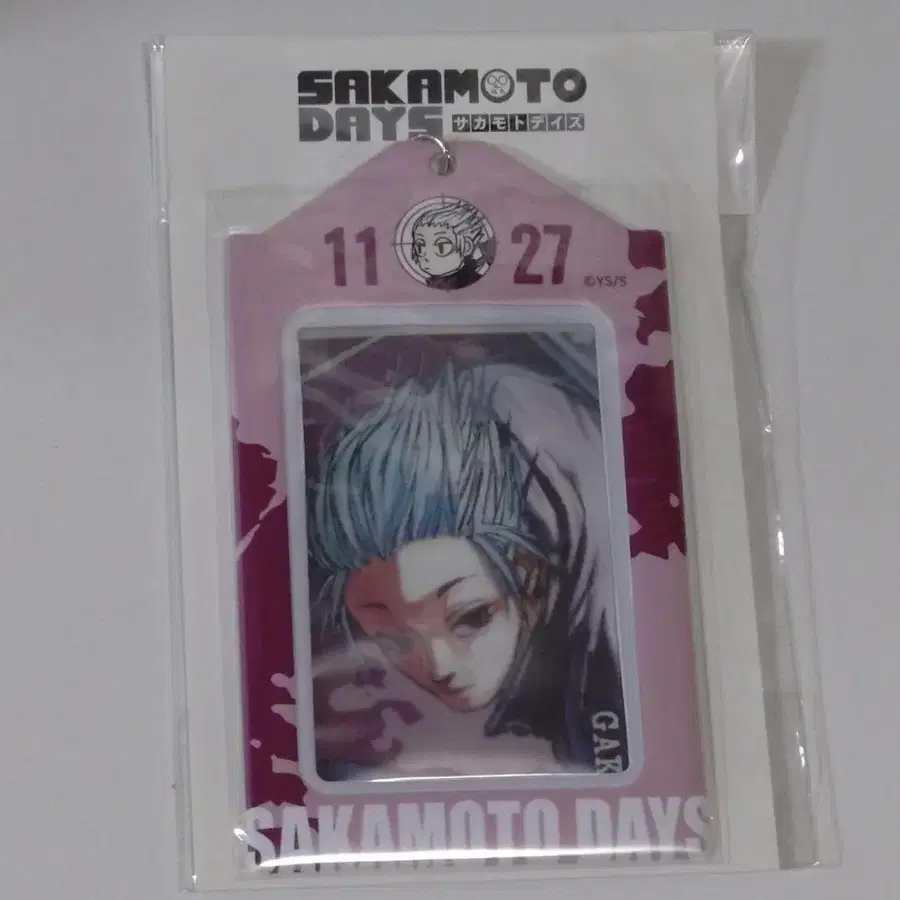 SAKAMOTO
DAYS サカモトデイズ
11 27 ©YS/S
GAK
SAKAMOTO DAYS